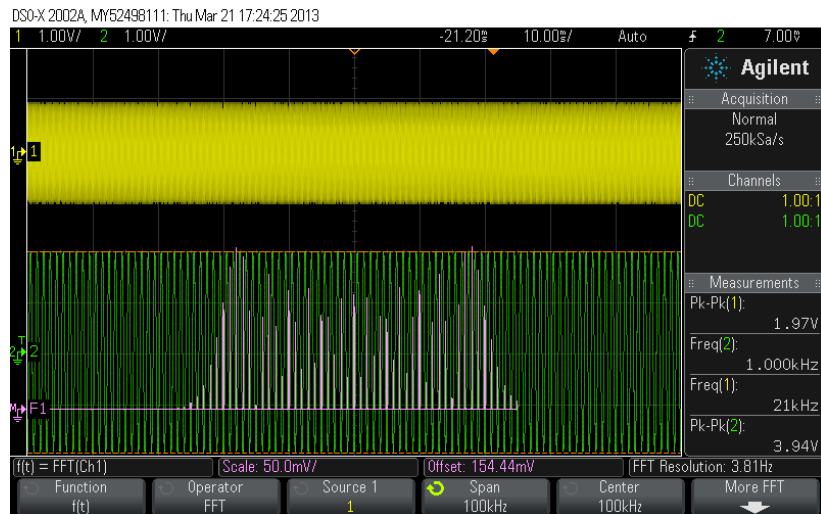 DSO-X 2002A, MY52498111: Thu Mar 21 17:24:25 2013
1 1.00V/ 2 1.00V/ -21.20ms 10.00ms/ Auto 2 7.00V
Agilent
Acquisition
Normal
250kSa/s
1
Channels
DC 1.00:1
DC 1.00:1
Measurements
Pk-Pk(1):
1.97V
Freq(2):
1.000kHz
Freq(1):
21kHz
Pk-Pk(2):
3.94V
T
2 2
M F1
f(t) = FFT(Ch1) Scale: 50.0mV/ Offset: 154.44mV FFT Resolution: 3.81Hz
Function Operator Source 1 Span Center More FFT
f(t) FFT 1 100kHz 100kHz